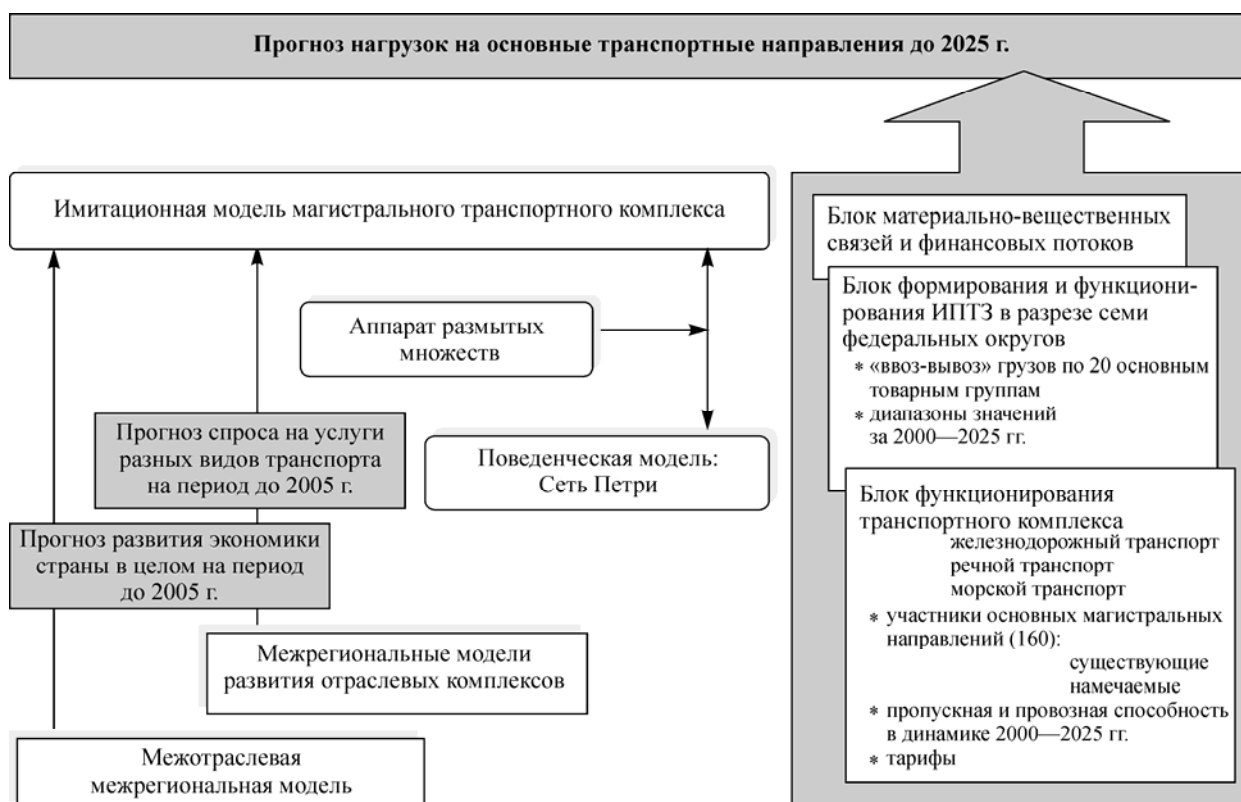 Прогноз нагрузок на основные транспортные направления до 2025 г.
Имитационная модель магистрального транспортного комплекса
Аппарат размытых
множеств
Прогноз спроса на услуги
разных видов транспорта
на период до 2005 г.
Поведенческая модель:
Сеть Петри
Прогноз развития экономики
страны в целом на период
до 2005 г.
Межрегиональные модели
развития отраслевых комплексов
Межотраслевая
межрегиональная модель
Блок материально-вещественных
связей и финансовых потоков
Блок формирования и функциони-
рования ИПТЗ в разрезе семи
федеральных округов
* «ввоз-вывоз» грузов по 20 основным
товарным группам
* диапазоны значений
за 2000—2025 гг.
Блок функционирования
транспортного комплекса
железнодорожный транспорт
речной транспорт
морской транспорт
* участники основных магистральных
направлений (160):
существующие
намечаемые
* пропускная и провозная способность
в динамике 2000—2025 гг.
* тарифы